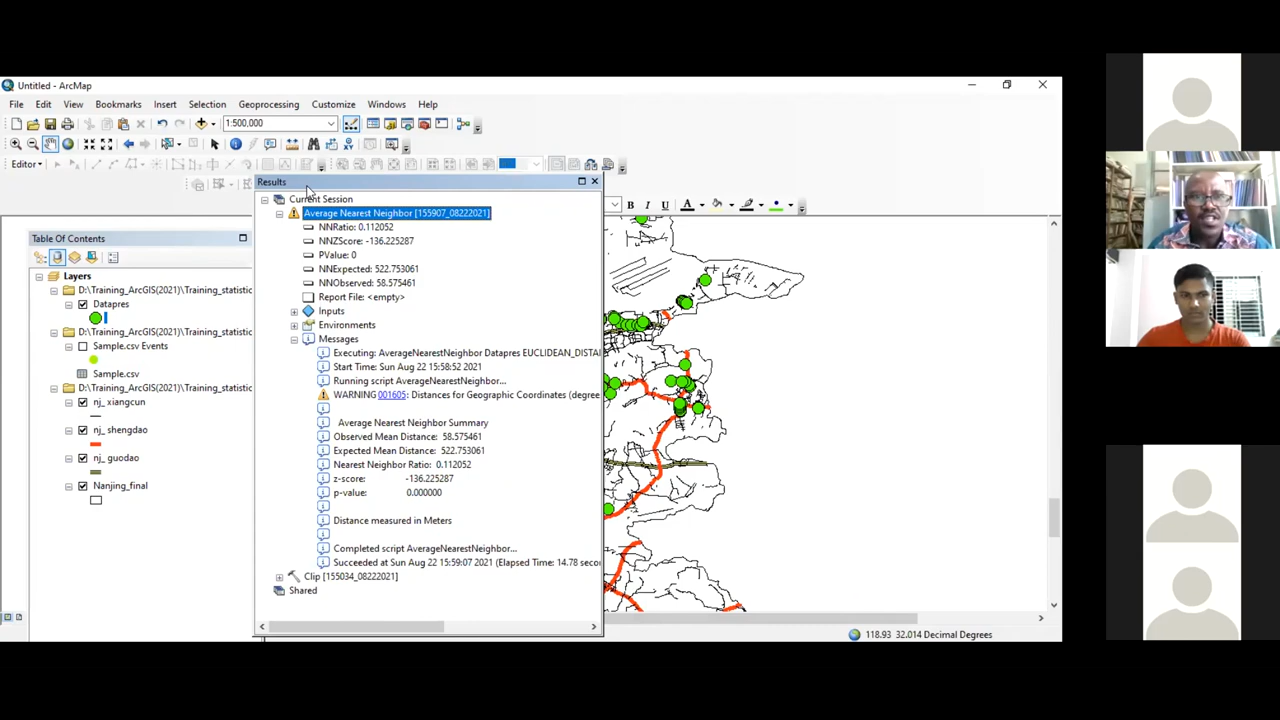 Untitled - ArcMap
File Edit View Bookmarks Insert Selection Geoprocessing Customize Windows Help
1:500,000
Editor
Results
B I U A
Current Session
Average Nearest Neighbor [155907_08222021]
NNRatio: 0.112052
NNZScore: -136.225287
PValue: 0
NNExpected: 522.753061
NNObserved: 58.575461
Report File: <empty>
Inputs
Environments
Messages
Executing: AverageNearestNeighbor Datapres EUCLIDEAN_DISTA
Start Time: Sun Aug 22 15:58:52 2021
Running script AverageNearestNeighbor...
WARNING 001605: Distances for Geographic Coordinates (degree
Average Nearest Neighbor Summary
Observed Mean Distance: 58.575461
Expected Mean Distance: 522.753061
Nearest Neighbor Ratio: 0.112052
z-score: -136.225287
p-value: 0.000000
Distance measured in Meters
Completed script AverageNearestNeighbor...
Succeeded at Sun Aug 22 15:59:07 2021 (Elapsed Time: 14.78 seco
Clip [155034_08222021]
Shared
Table Of Contents
Layers
D:\Training_ArcGIS(2021)\Training_statistic
Datapres
D:\Training_ArcGIS(2021)\Training_statistic
Sample.csv Events
Sample.csv
D:\Training_ArcGIS(2021)\Training_statistic
nj_ xiangcun
nj_ shengdao
nj_ guodao
Nanjing_final
118.93 32.014 Decimal Degrees